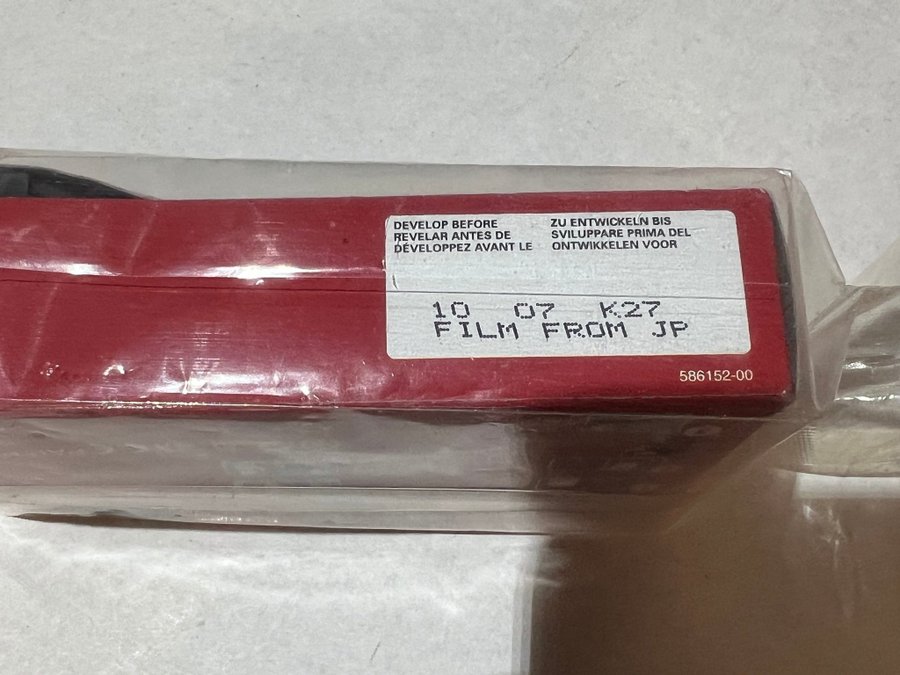 DEVELOP BEFORE
REVELAR ANTES DE
DÉVELOPPEZ AVANT LE
ZU ENTWICKELN BIS
SVILUPPARE PRIMA DEL
ONTWIKKELEN VOOR
10 07 K27
FILM FROM JP
586152-00